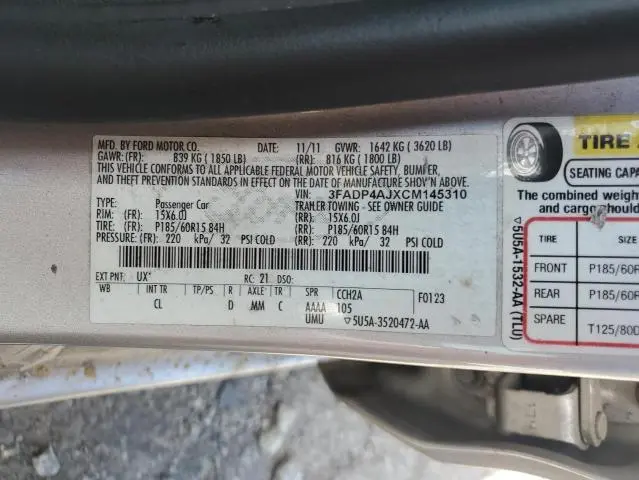 MFD. BY FORD MOTOR CO. DATE: 11/11 GVWR: 1642 KG ( 3620 LB)
GAWR: (FR): 839 KG ( 1850 LB) (RR): 816 KG ( 1800 LB)
THIS VEHICLE CONFORMS TO ALL APPLICABLE FEDERAL MOTOR VEHICLE SAFETY, BUMPER,
AND THEFT PREVENTION STANDARDS IN EFFECT ON THE DATE OF MANUFACTURE SHOWN ABOVE.
VIN: 3FADP4AJXCM145310
TYPE: Passenger Car TRAILER TOWING - SEE OWNER GUIDE
RIM: (FR): 15X6.0J (RR): 15X6.0J
TIRE: (FR): P185/60R15 84H (RR): P185/60R15 84H
PRESSURE: (FR): 220 kPa/ 32 PSI COLD (RR): 220 kPa/ 32 PSI COLD
EXT PNT: UX* RC: 21 DSO:
WB INT TR TP/PS R AXLE TR SPR CCH2A F0123
CL D MM C AAAA 105
UMU ▽5U5A-3520472-AA
TIRE
SEATING CAPA
The combined weight
and cargo should
TIRE SIZE
FRONT P185/60R
REAR P185/60R
SPARE T125/80D
▽5U5A-1532-AA (TLU)